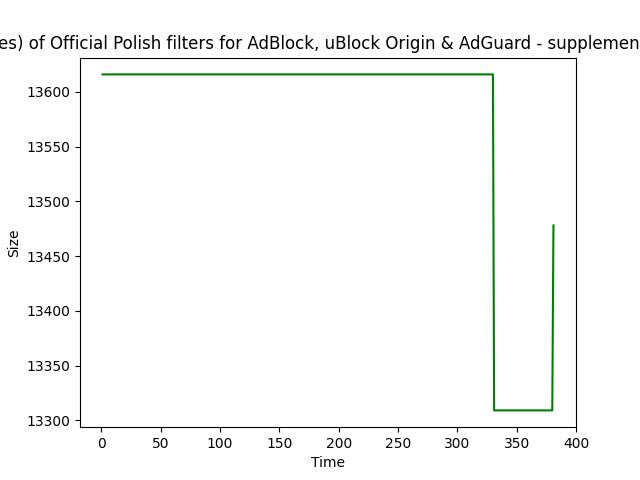 es) of Official Polish filters for AdBlock, uBlock Origin & AdGuard - supplemen
13600
13550
13500
13450
13400
13350
13300
Size
0 50 100 150 200 250 300 350 400
Time